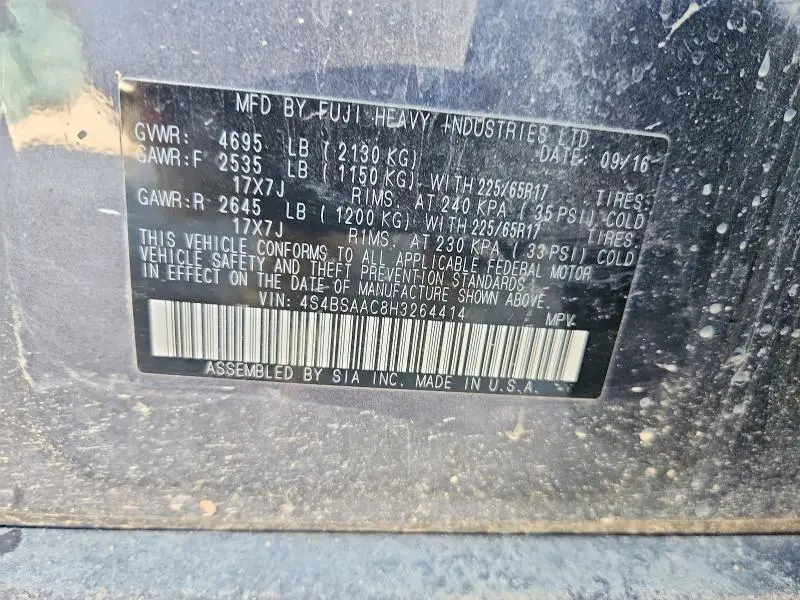 MFD BY FUJI HEAVY INDUSTRIES LTD
GVWR: 4695 LB (2130 KG) DATE: 09/16
GAWR:F 2535 LB (1150 KG) WITH 225/65R17 TIRES:
17X7J RIMS. AT 240 KPA (35 PSI) COLD
GAWR:R 2645 LB (1200 KG) WITH 225/65R17 TIRES:
17X7J RIMS. AT 230 KPA (33 PSI) COLD
THIS VEHICLE CONFORMS TO ALL APPLICABLE FEDERAL MOTOR
VEHICLE SAFETY AND THEFT PREVENTION STANDARDS
IN EFFECT ON THE DATE OF MANUFACTURE SHOWN ABOVE.
VIN: 4S4BSAAC8H3264414 MPV
ASSEMBLED BY SIA INC. MADE IN U.S.A.